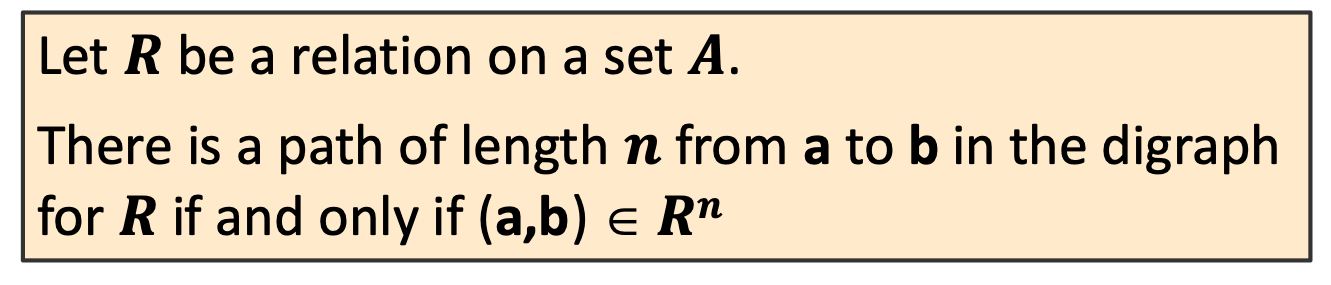 Let R be a relation on a set A.
There is a path of length n from a to b in the digraph
for R if and only if (a,b) ∈ Rⁿ